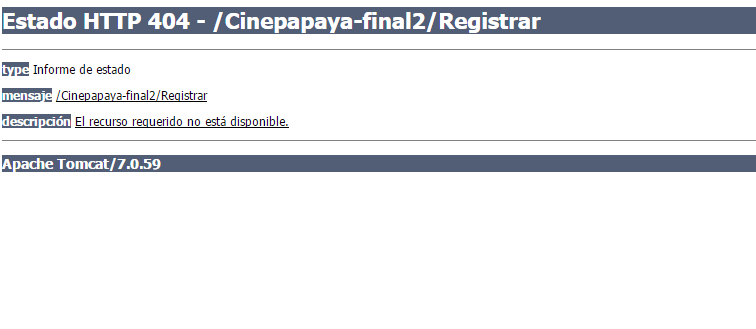 Estado HTTP 404 - /Cinepapaya-final2/Registrar
type Informe de estado
mensaje /Cinepapaya-final2/Registrar
descripción El recurso requerido no está disponible.
Apache Tomcat/7.0.59